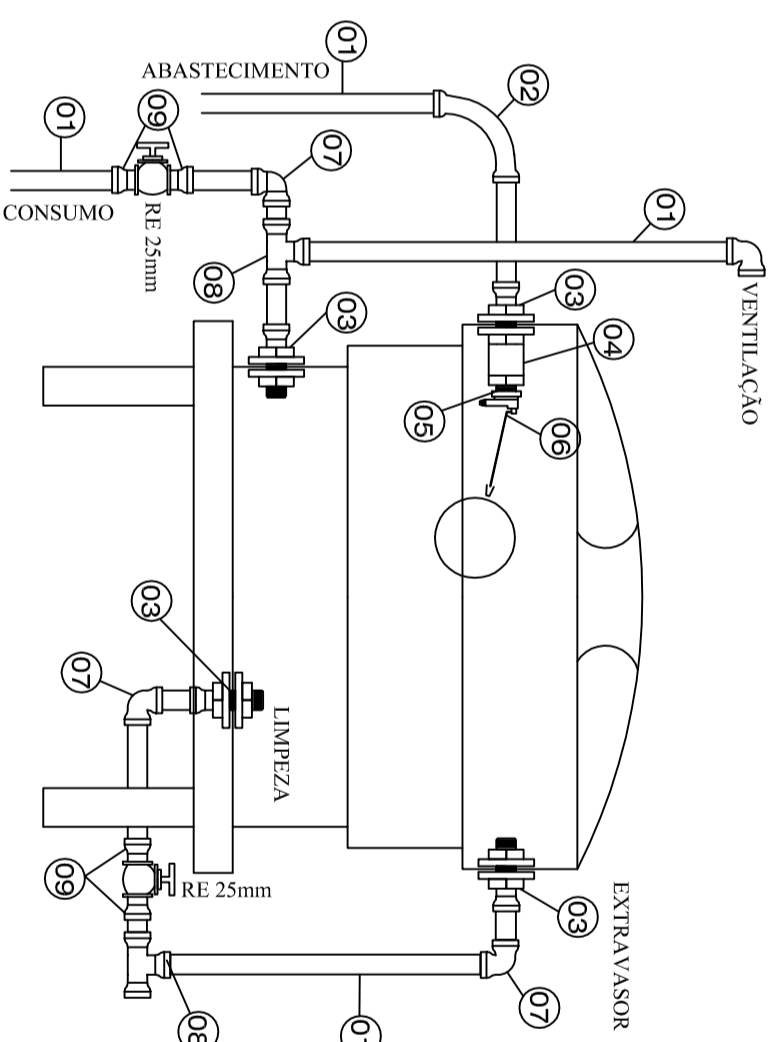 01
ABASTECIMENTO
02
01
09
07
CONSUMO
RE 25mm
08
01
VENTILAÇÃO
03
03
04
05
06
03
07
LIMPEZA
09
RE 25mm
03
EXTRAVASOR
07
08